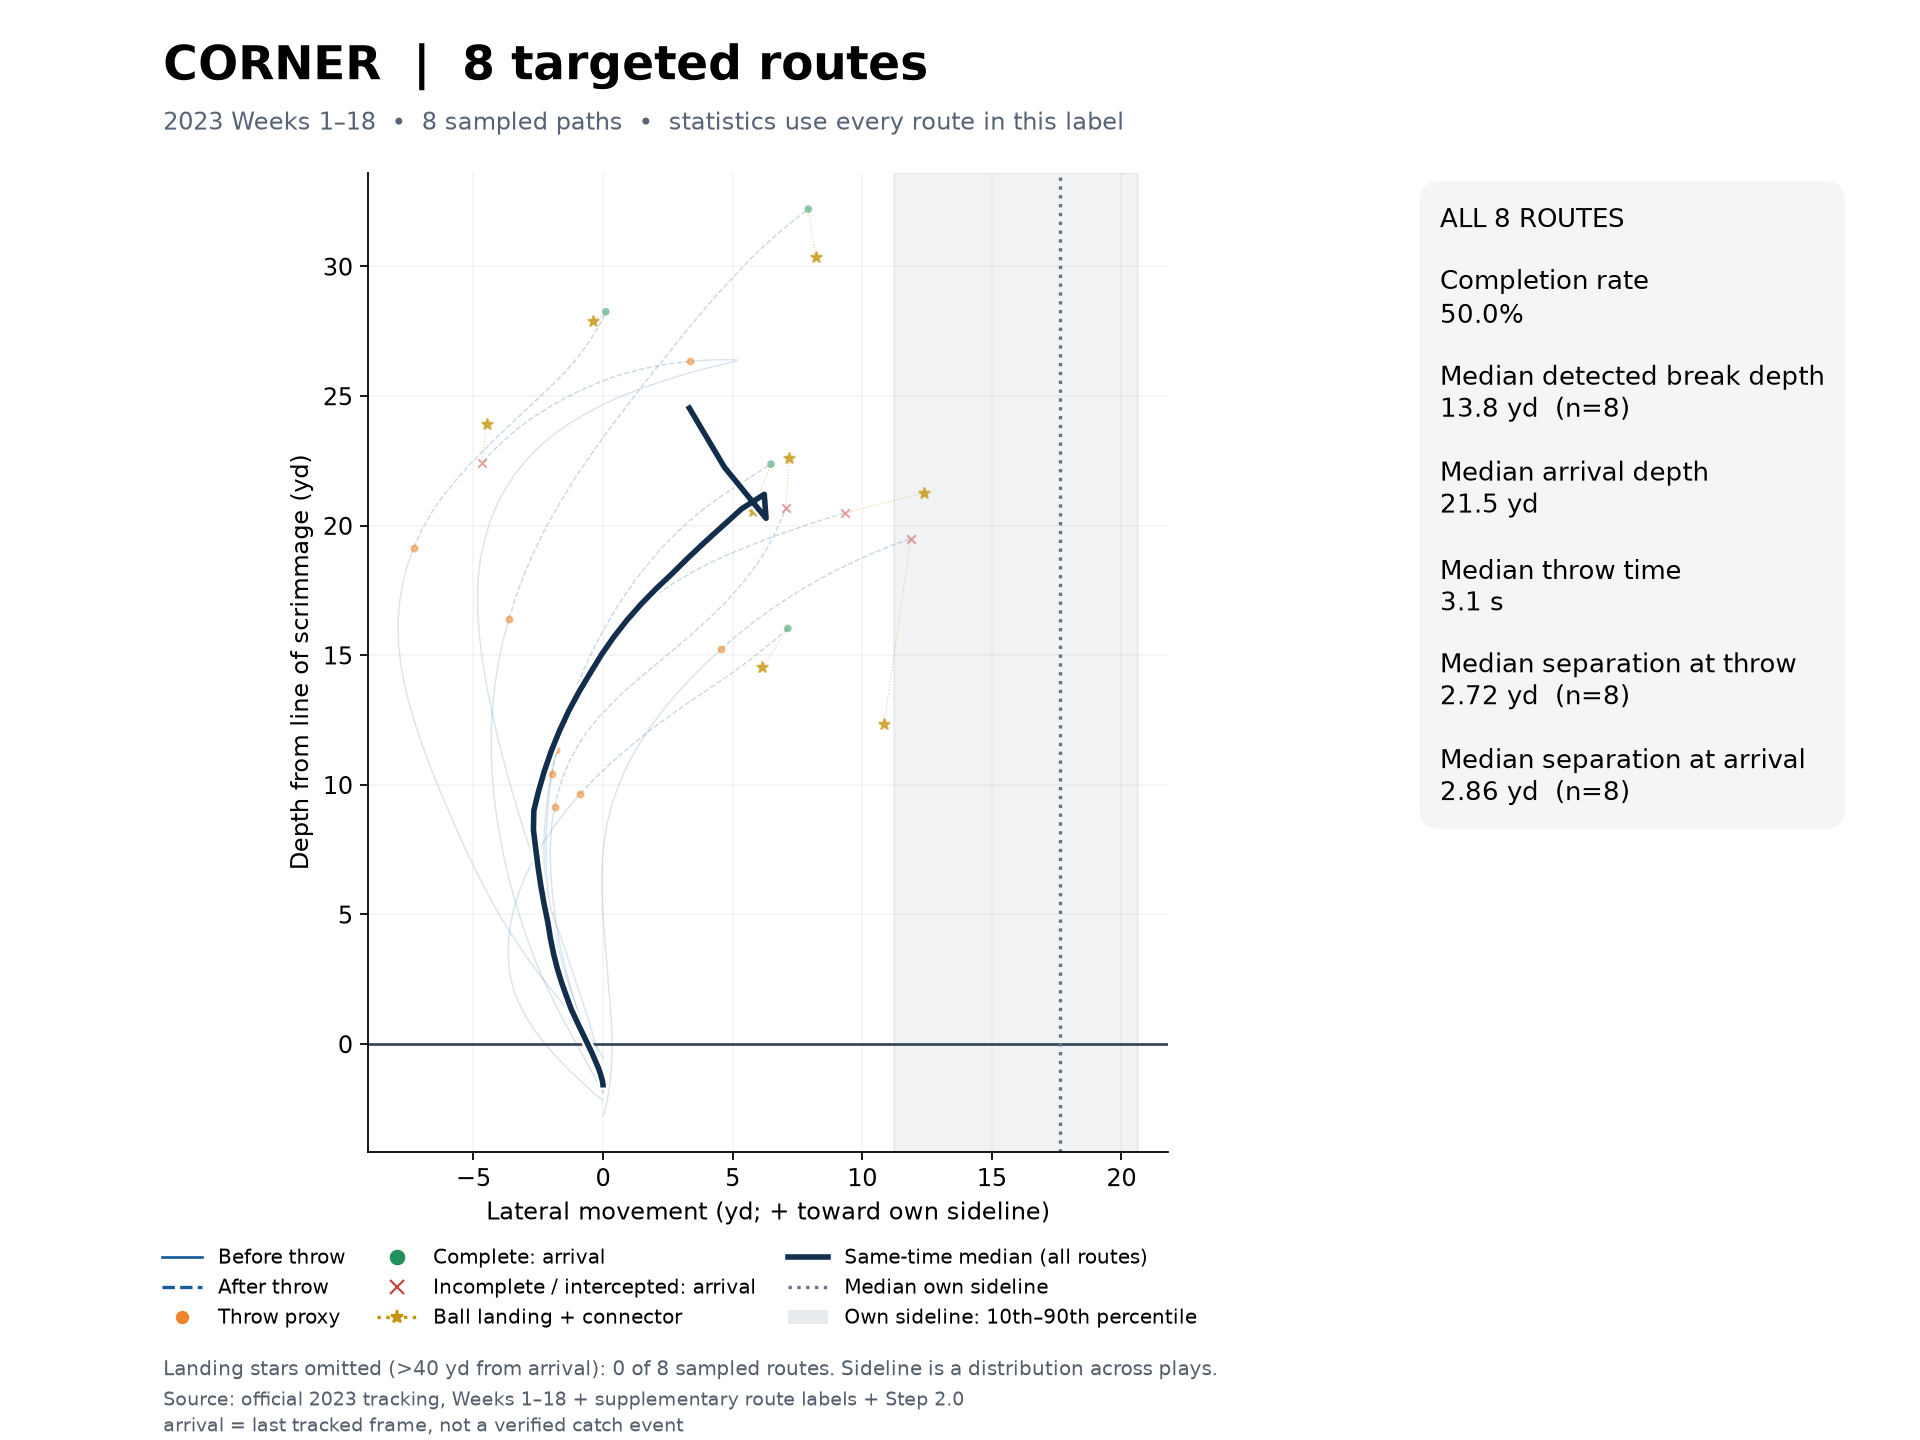 CORNER | 8 targeted routes
2023 Weeks 1–18 • 8 sampled paths • statistics use every route in this label
ALL 8 ROUTES
Completion rate
50.0%
Median detected break depth
13.8 yd (n=8)
Median arrival depth
21.5 yd
Median throw time
3.1 s
Median separation at throw
2.72 yd (n=8)
Median separation at arrival
2.86 yd (n=8)
Depth from line of scrimmage (yd)
30
25
20
15
10
5
0
−5 0 5 10 15 20
Lateral movement (yd; + toward own sideline)
Before throw
After throw
Throw proxy
Complete: arrival
Incomplete / intercepted: arrival
Ball landing + connector
Same-time median (all routes)
Median own sideline
Own sideline: 10th–90th percentile
Landing stars omitted (>40 yd from arrival): 0 of 8 sampled routes. Sideline is a distribution across plays.
Source: official 2023 tracking, Weeks 1–18 + supplementary route labels + Step 2.0
arrival = last tracked frame, not a verified catch event